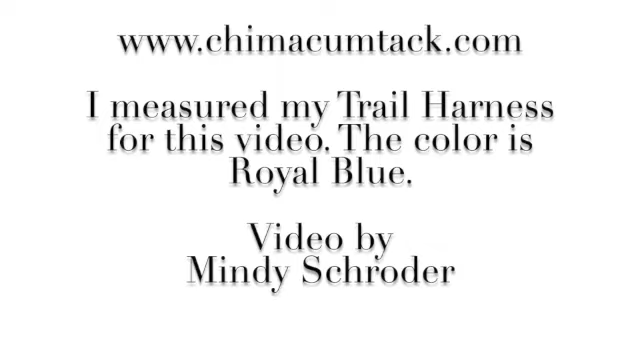 www.chimacumtack.com
I measured my Trail Harness
for this video. The color is
Royal Blue.
Video by
Mindy Schroder